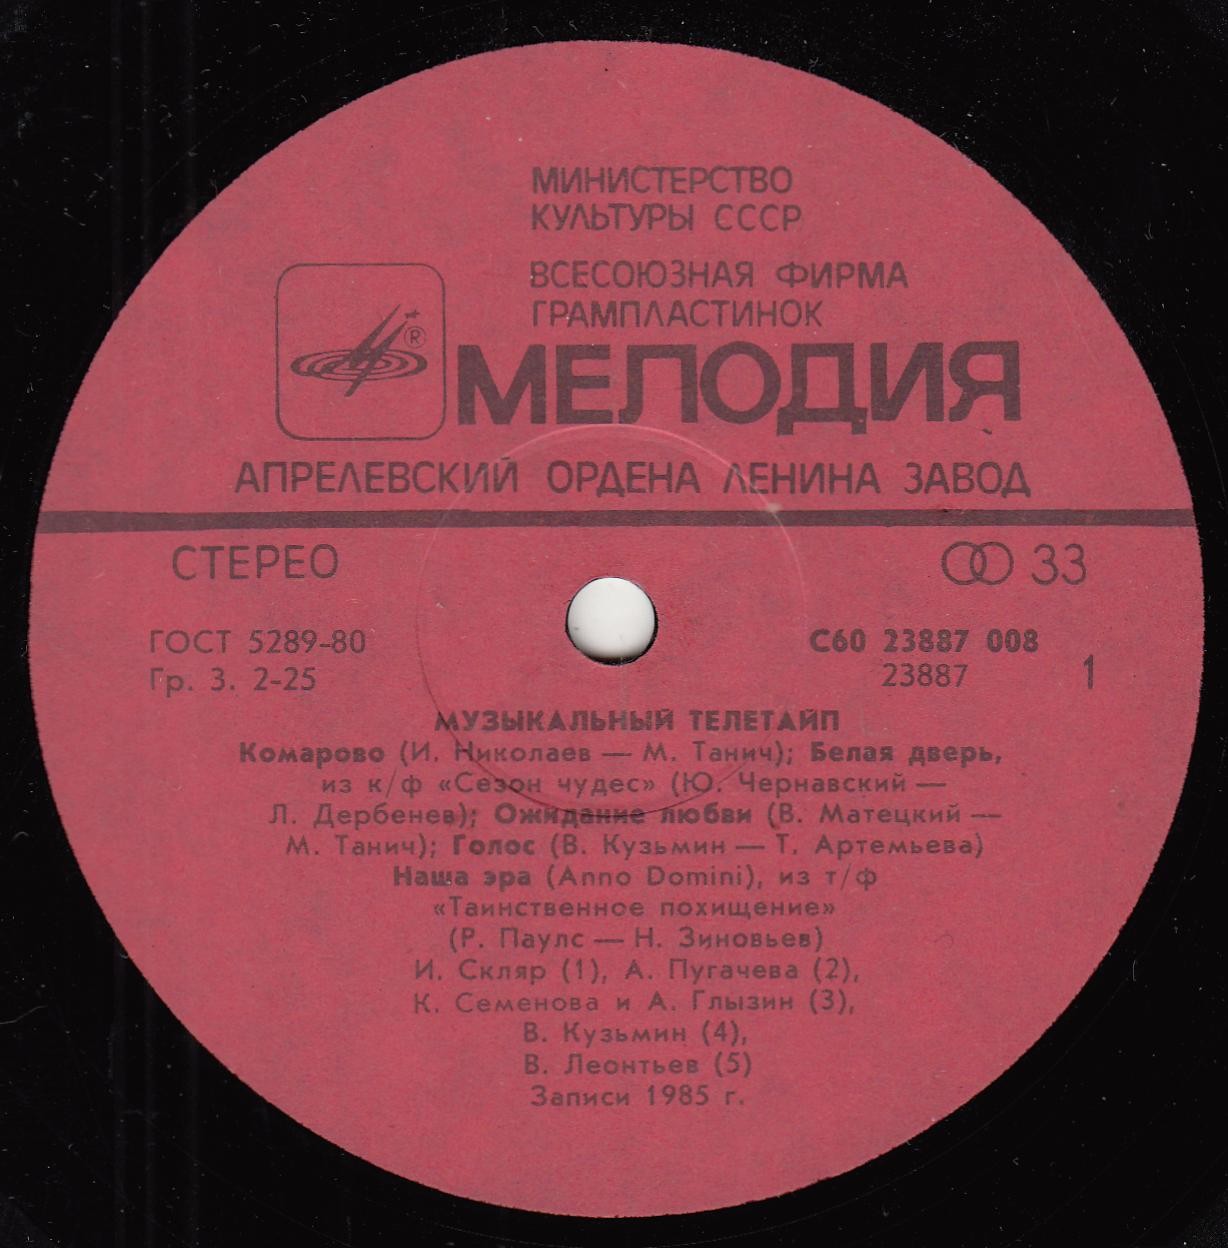 МИНИСТЕРСТВО
КУЛЬТУРЫ СССР
ВСЕСОЮЗНАЯ ФИРМА
ГРАМПЛАСТИНОК
®
МЕЛОДИЯ
АПРЕЛЕВСКИЙ ОРДЕНА ЛЕНИНА ЗАВОД
СТЕРЕО
33
ГОСТ 5289-80
Гр. 3. 2-25
С60 23887 008
23887
1
МУЗЫКАЛЬНЫЙ ТЕЛЕТАЙП
Комарово (И. Николаев — М. Танич); Белая дверь,
из к/ф «Сезон чудес» (Ю. Чернавский —
Л. Дербенев); Ожидание любви (В. Матецкий —
М. Танич); Голос (В. Кузьмин — Т. Артемьева)
Наша эра (Anno Domini), из т/ф
«Таинственное похищение»
(Р. Паулс — Н. Зиновьев)
И. Скляр (1), А. Пугачева (2),
К. Семенова и А. Глызин (3),
В. Кузьмин (4),
В. Леонтьев (5)
Записи 1985 г.